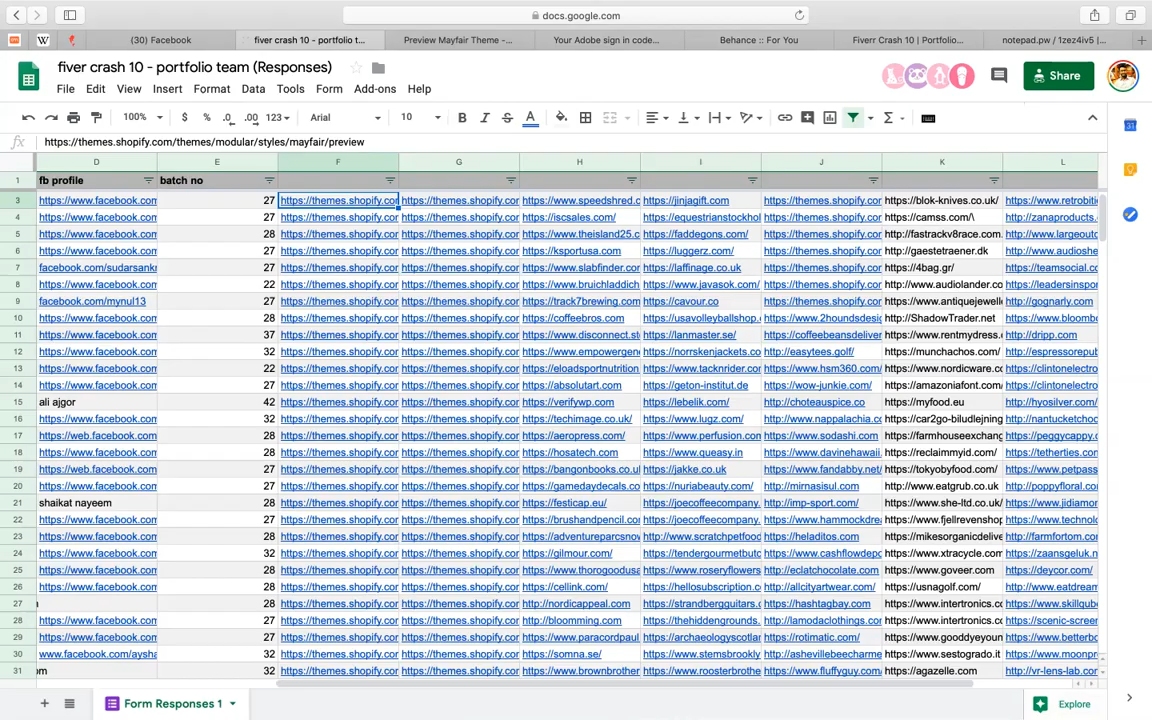 docs.google.com
(30) Facebook
fiver crash 10 - portfolio t...
Preview Mayfair Theme -...
Your Adobe sign in code...
Behance :: For You
Fiverr Crash 10 | Portfolio...
notepad.pw / 1zez4iv5 |...
fiver crash 10 - portfolio team (Responses)
File Edit View Insert Format Data Tools Form Add-ons Help
Share
100% $ % .0 .00 123 Arial 10 B I S A
fx https://themes.shopify.com/themes/modular/styles/mayfair/preview
D E F G H I J K L
1 fb profile batch no
3 https://www.facebook.com 27 https://themes.shopify.com https://themes.shopify.com https://www.speedshred.c https://jinjagift.com https://themes.shopify.com https://blok-knives.co.uk/ https://www.retrobiti
4 https://www.facebook.com 27 https://themes.shopify.com https://themes.shopify.com https://iscsales.com/ https://equestrianstockhol https://themes.shopify.com https://camss.com/\ http://zanaproducts.
5 https://www.facebook.com 28 https://themes.shopify.com https://themes.shopify.com https://www.theisland25.c https://faddegons.com/ https://themes.shopify.com http://fastrackv8race.com. http://www.largeout
6 https://www.facebook.com 27 https://themes.shopify.com https://themes.shopify.com https://ksportusa.com https://luggerz.com/ https://themes.shopify.com http://gaestetraener.dk https://www.audioshe
7 facebook.com/sudarsankr 27 https://themes.shopify.com https://themes.shopify.com https://www.slabfinder.com https://laffinage.co.uk https://themes.shopify.com https://4bag.gr/ https://teamsocial.cc
8 https://www.facebook.com 22 https://themes.shopify.com https://themes.shopify.com https://www.bruichladdich https://www.javasok.com/ https://themes.shopify.com http://www.audiolander.co https://leadersinspor
9 facebook.com/mynul13 27 https://themes.shopify.com https://themes.shopify.com https://track7brewing.com https://cavour.co https://themes.shopify.com https://www.antiquejewelle http://gognarly.com
10 https://www.facebook.com 28 https://themes.shopify.com https://themes.shopify.com https://coffeebros.com https://usavolleyballshop. https://www.2houndsdesig http://ShadowTrader.net https://www.bloombo
11 https://www.facebook.com 37 https://themes.shopify.com https://themes.shopify.com https://www.disconnect.st https://lanmaster.se/ https://coffeebeansdeliver https://www.rentmydress. http://dripp.com
12 https://www.facebook.com 32 https://themes.shopify.com https://themes.shopify.com https://www.empowergen https://norrskenjackets.co http://easytees.golf/ https://munchachos.com/ http://espressorepub
13 https://www.facebook.com 22 https://themes.shopify.com https://themes.shopify.com https://eloadsportnutrition https://www.tacknrider.com https://www.hsm360.com/ https://www.nordicware.c https://clintonelectro
14 https://www.facebook.com 27 https://themes.shopify.com https://themes.shopify.com https://absolutart.com https://geton-institut.de https://wow-junkie.com/ https://amazoniafont.com/ https://clintonelectro
15 ali ajgor 42 https://themes.shopify.com https://themes.shopify.com https://verifywp.com https://lebelik.com/ http://choteauspice.co https://myfood.eu http://hyosilver.com/
16 https://www.facebook.com 32 https://themes.shopify.com https://themes.shopify.com https://techimage.co.uk/ https://www.lugz.com/ http://www.nappalachia.c https://car2go-biludlejning https://nantucketchoc
17 https://web.facebook.com 28 https://themes.shopify.com https://themes.shopify.com https://aeropress.com/ https://www.perfusion.com https://www.sodashi.com https://farmhouseexchang https://peggycappy.c
18 https://www.facebook.com 28 https://themes.shopify.com https://themes.shopify.com https://hosatech.com https://www.queasy.in https://www.davinehawaii. https://reclaimmyid.com/ https://tetherties.com
19 https://web.facebook.com 27 https://themes.shopify.com https://themes.shopify.com https://bangonbooks.co.uk https://jakke.co.uk https://www.fandabby.net/ https://tokyobyfood.com/ https://www.petpass
20 https://www.facebook.com 27 https://themes.shopify.com https://themes.shopify.com https://gamedaydecals.co https://nuriabeauty.com/ http://mirnasisul.com http://www.eatgrub.co.uk http://poppyfloral.com
21 shaikat nayeem 28 https://themes.shopify.com https://themes.shopify.com https://festicap.eu/ https://joecoffeecompany. http://imp-sport.com/ https://www.she-ltd.co.uk/ https://www.jidiamor
22 https://www.facebook.com 27 https://themes.shopify.com https://themes.shopify.com https://brushandpencil.co https://joecoffeecompany. https://www.hammockdrea https://www.fjellrevenshop https://www.technolo
23 https://www.facebook.com 28 https://themes.shopify.com https://themes.shopify.com https://adventureparcsnow http://www.scratchpetfood https://heladitos.com https://mikesorganicdelive http://farmfortom.com
24 https://www.facebook.com 32 https://themes.shopify.com https://themes.shopify.com https://gilmour.com/ https://tendergourmetbutc https://www.cashflowdepo https://www.xtracycle.com https://zaansgeluk.n
25 https://www.facebook.com 28 https://themes.shopify.com https://themes.shopify.com https://www.thorogoodusa https://www.roseryflowers http://eclatchocolate.com https://www.goveer.com https://deycor.com/
26 https://www.facebook.com 28 https://themes.shopify.com https://themes.shopify.com https://cellink.com/ https://hellosubscription.c http://allcityartwear.com/ https://usnagolf.com/ https://www.eatdream
27 28 https://themes.shopify.com https://themes.shopify.com http://nordicappeal.com https://strandbergguitars.c https://hashtagbay.com https://www.intertronics.co https://www.skillqube
28 https://www.facebook.com 27 https://themes.shopify.com https://themes.shopify.com http://bloomming.com https://thehiddengrounds. http://lamodaclothings.co https://www.intertronics.co https://scenic-screen
29 https://www.facebook.com 27 https://themes.shopify.com https://themes.shopify.com https://www.paracordpaul https://archaeologyscotlan https://rotimatic.com/ https://www.gooddyeyoun https://www.betterbo
30 www.facebook.com/aysha 32 https://themes.shopify.com https://themes.shopify.com https://somna.se/ https://www.stemsbrookly http://ashevillebeecharme https://www.sestogrado.it https://www.moonpre
31 om 32 https://themes.shopify.com https://themes.shopify.com https://www.brownbrother https://www.roosterbrothe https://www.fluffyguy.com/ https://agazelle.com http://vr-lens-lab.com
Form Responses 1
Explore